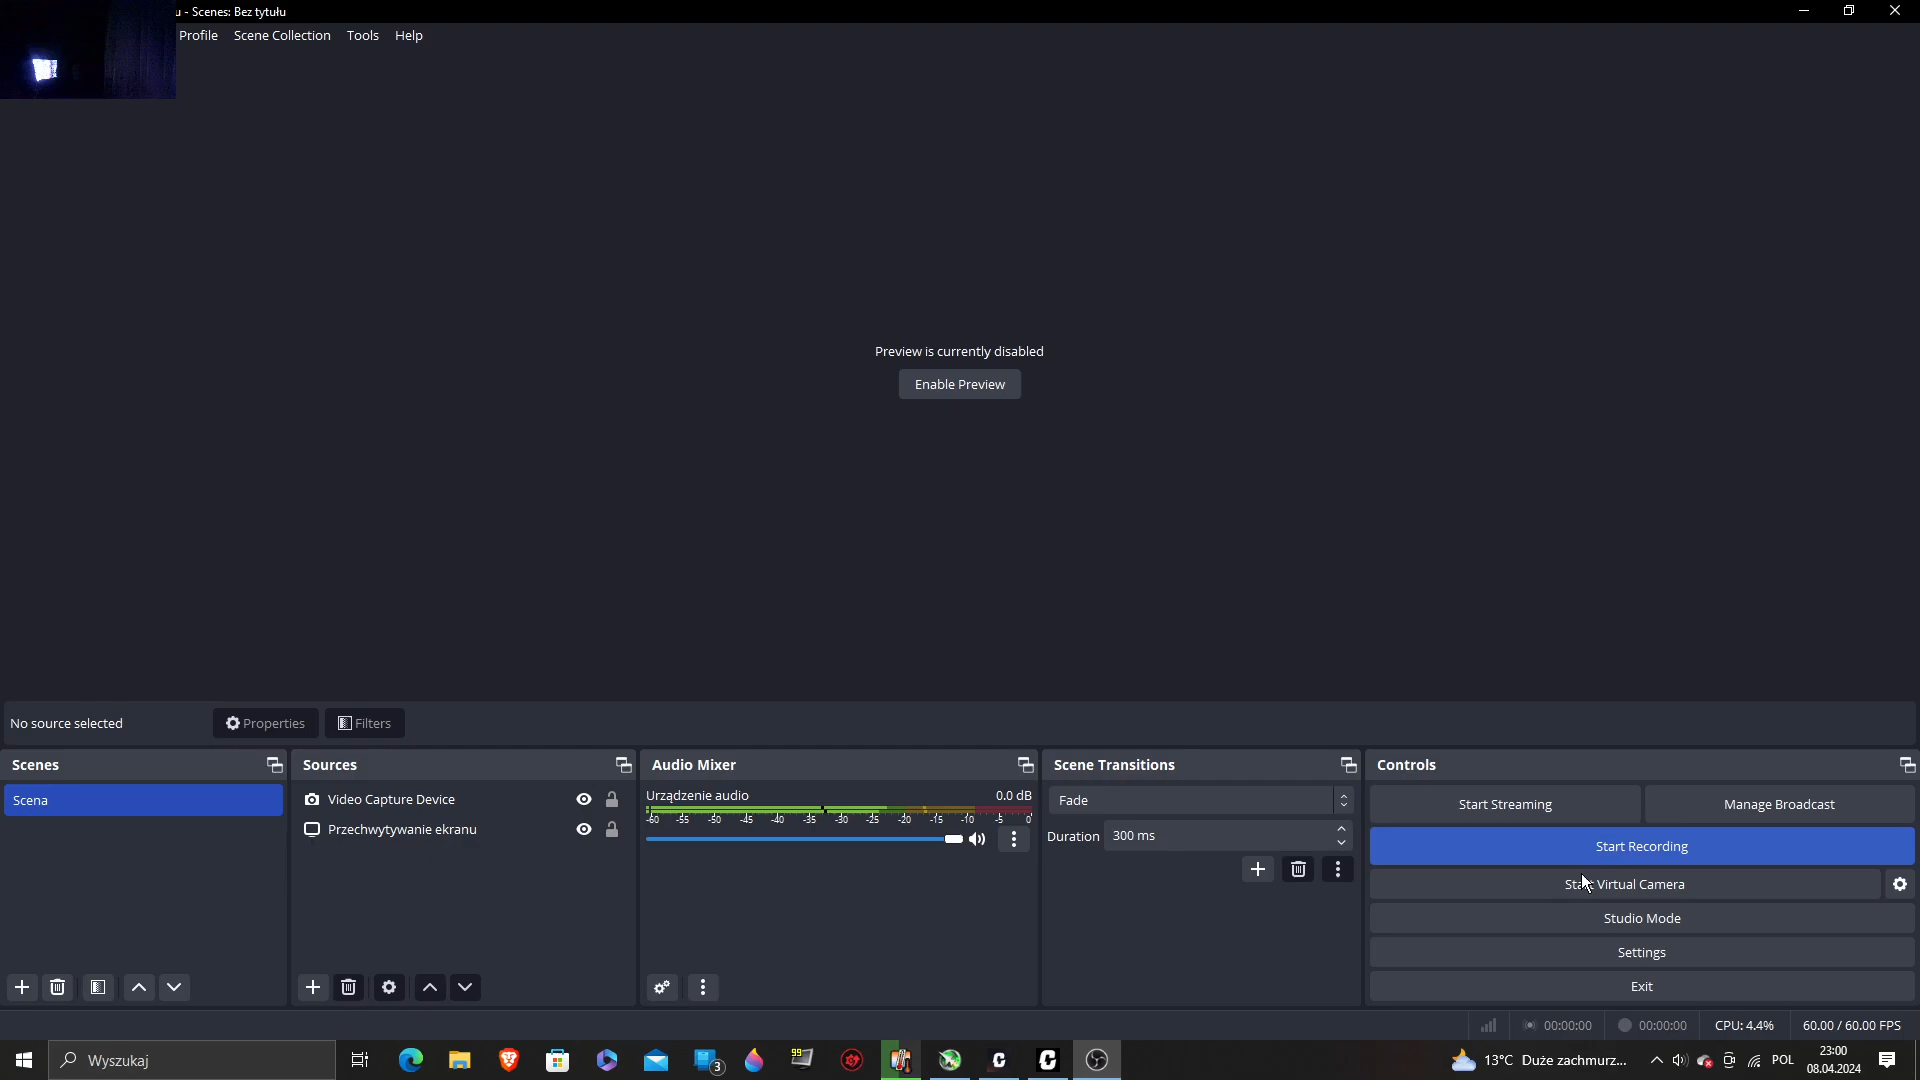 u - Scenes: Bez tytułu
Profile Scene Collection Tools Help
Preview is currently disabled
Enable Preview
No source selected Properties Filters
Scenes
Scena
Sources
Video Capture Device
Przechwytywanie ekranu
Audio Mixer
Urządzenie audio 0.0 dB
-60 -55 -50 -45 -40 -35 -30 -25 -20 -15 -10 -5 0
Scene Transitions
Fade
Duration 300 ms
Controls
Start Streaming Manage Broadcast
Start Recording
Start Virtual Camera
Studio Mode
Settings
Exit
00:00:00 00:00:00 CPU: 4.4% 60.00 / 60.00 FPS
Wyszukaj 3 99 13°C Duże zachmurz... POL 23:00
08.04.2024